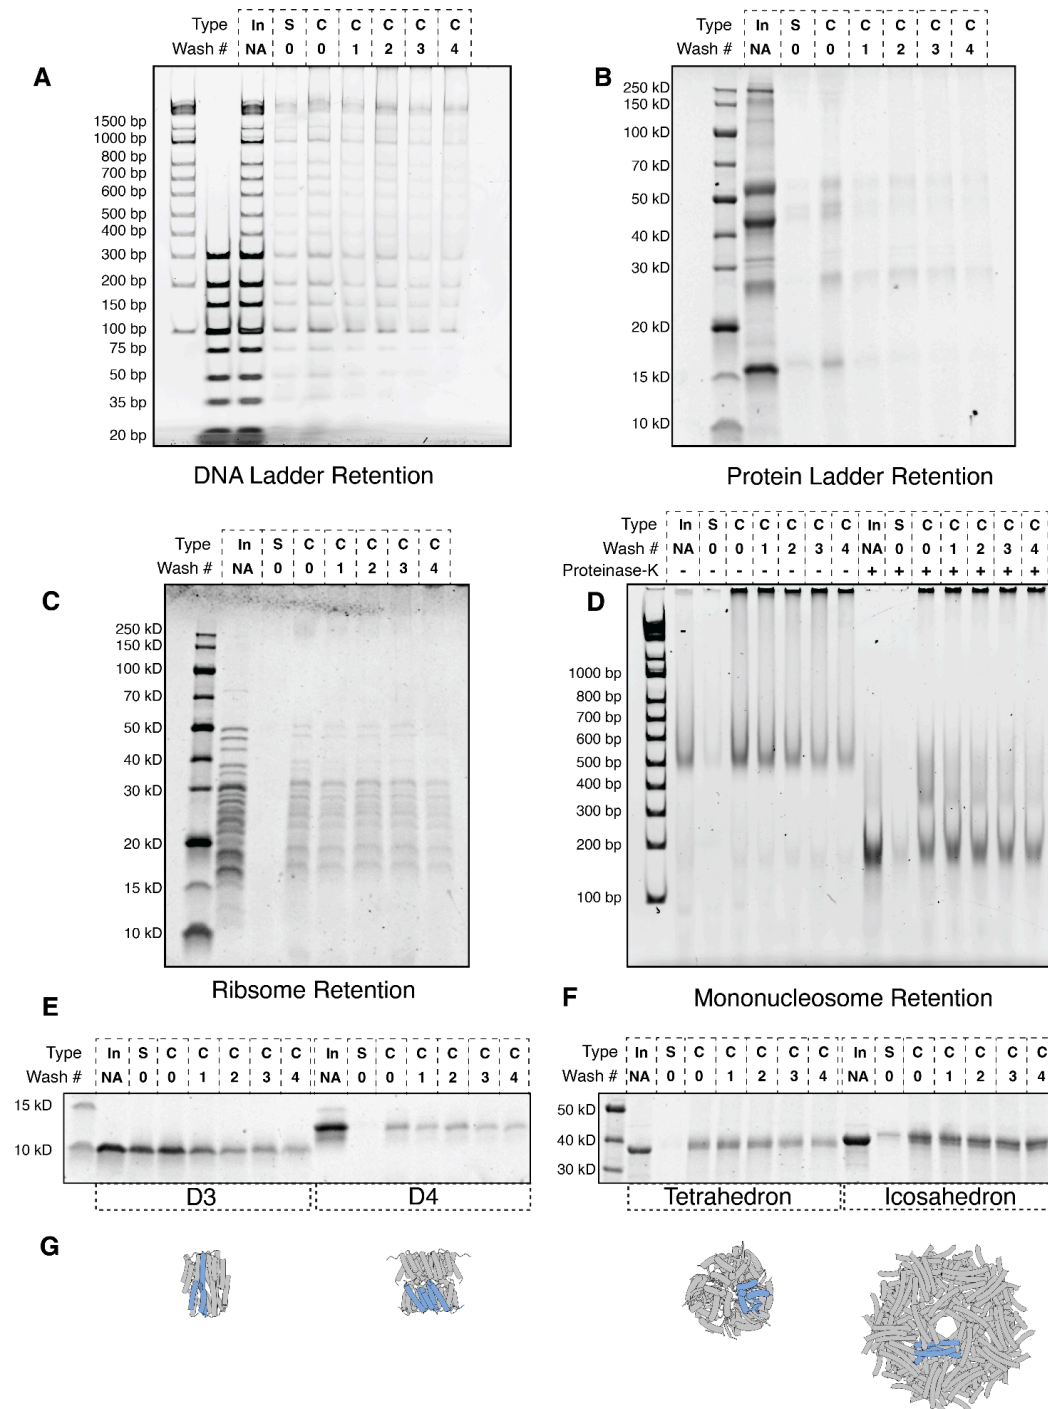 Type In S C C C C C
Wash # NA 0 0 1 2 3 4
A
1500 bp
1000 bp
800 bp
700 bp
600 bp
500 bp
400 bp
300 bp
200 bp
150 bp
100 bp
75 bp
50 bp
35 bp
20 bp
DNA Ladder Retention
Type In S C C C C C
Wash # NA 0 0 1 2 3 4
B
250 kD
150 kD
100 kD
70 kD
50 kD
40 kD
30 kD
20 kD
15 kD
10 kD
Protein Ladder Retention
Type In S C C C C C
Wash # NA 0 0 1 2 3 4
C
250 kD
150 kD
100 kD
70 kD
50 kD
40 kD
30 kD
20 kD
15 kD
10 kD
Ribsome Retention
Type In S C C C C C In S C C C C C
Wash # NA 0 0 1 2 3 4 NA 0 0 1 2 3 4
Proteinase-K - - - - - - - + + + + + + +
D
1000 bp
800 bp
700 bp
600 bp
500 bp
400 bp
300 bp
200 bp
100 bp
Mononucleosome Retention
E
Type In S C C C C C In S C C C C C
Wash # NA 0 0 1 2 3 4 NA 0 0 1 2 3 4
15 kD
10 kD
D3 D4
F
Type In S C C C C C In S C C C C C
Wash # NA 0 0 1 2 3 4 NA 0 0 1 2 3 4
50 kD
40 kD
30 kD
Tetrahedron Icosahedron
G